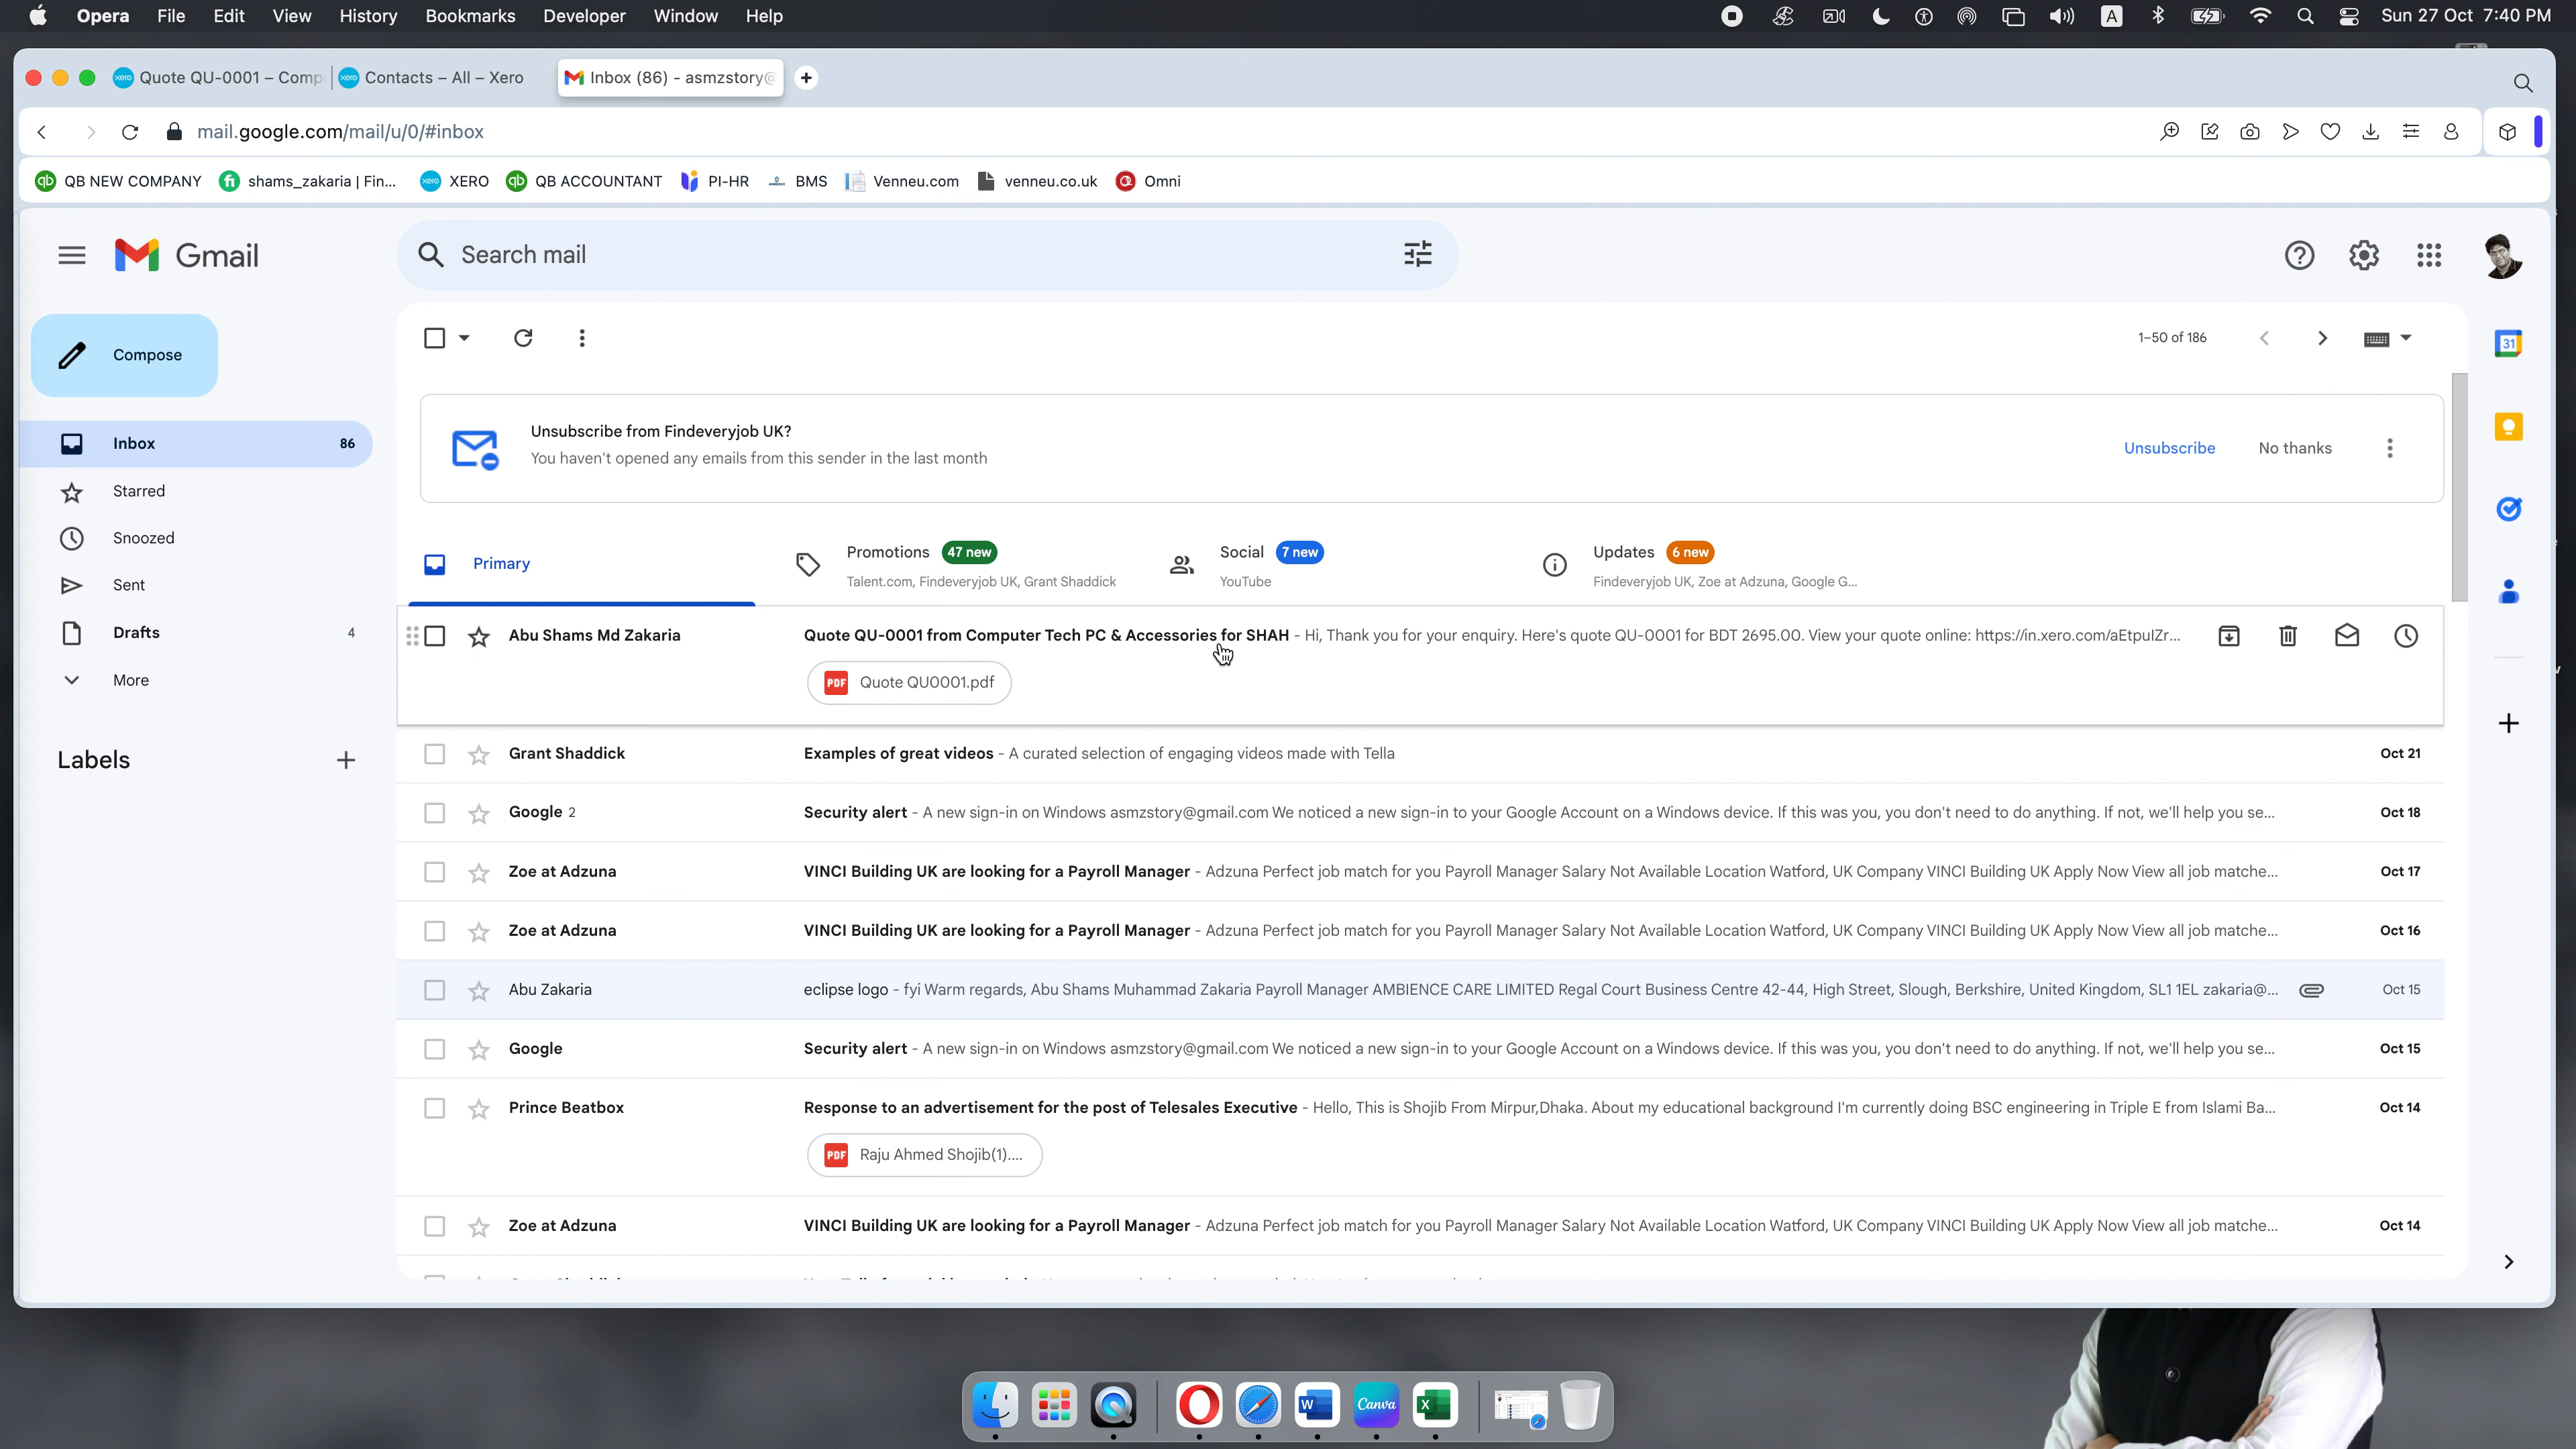 Opera File Edit View History Bookmarks Developer Window Help A Sun 27 Oct 7:40 PM
xero Quote QU-0001 – Comp xero Contacts – All – Xero Inbox (86) - asmzstory@
mail.google.com/mail/u/0/#inbox
qb QB NEW COMPANY fi shams_zakaria | Fin... xero XERO qb QB ACCOUNTANT PI-HR BMS Venneu.com venneu.co.uk Omni
Gmail Search mail
1–50 of 186
Compose
Unsubscribe from Findeveryjob UK?
You haven't opened any emails from this sender in the last month
Unsubscribe No thanks
31
Inbox 86
Starred
Snoozed
Sent
Drafts 4
More
Labels
Primary
Promotions 47 new
Talent.com, Findeveryjob UK, Grant Shaddick
Social 7 new
YouTube
Updates 6 new
Findeveryjob UK, Zoe at Adzuna, Google G...
Abu Shams Md Zakaria Quote QU-0001 from Computer Tech PC & Accessories for SHAH - Hi, Thank you for your enquiry. Here's quote QU-0001 for BDT 2695.00. View your quote online: https://in.xero.com/aEtpulZr...
PDF Quote QU0001.pdf
Grant Shaddick Examples of great videos - A curated selection of engaging videos made with Tella Oct 21
Google 2 Security alert - A new sign-in on Windows asmzstory@gmail.com We noticed a new sign-in to your Google Account on a Windows device. If this was you, you don't need to do anything. If not, we'll help you se... Oct 18
Zoe at Adzuna VINCI Building UK are looking for a Payroll Manager - Adzuna Perfect job match for you Payroll Manager Salary Not Available Location Watford, UK Company VINCI Building UK Apply Now View all job matche... Oct 17
Zoe at Adzuna VINCI Building UK are looking for a Payroll Manager - Adzuna Perfect job match for you Payroll Manager Salary Not Available Location Watford, UK Company VINCI Building UK Apply Now View all job matche... Oct 16
Abu Zakaria eclipse logo - fyi Warm regards, Abu Shams Muhammad Zakaria Payroll Manager AMBIENCE CARE LIMITED Regal Court Business Centre 42-44, High Street, Slough, Berkshire, United Kingdom, SL1 1EL zakaria@... Oct 15
Google Security alert - A new sign-in on Windows asmzstory@gmail.com We noticed a new sign-in to your Google Account on a Windows device. If this was you, you don't need to do anything. If not, we'll help you se... Oct 15
Prince Beatbox Response to an advertisement for the post of Telesales Executive - Hello, This is Shojib From Mirpur,Dhaka. About my educational background I'm currently doing BSC engineering in Triple E from Islami Ba... Oct 14
PDF Raju Ahmed Shojib(1)....
Zoe at Adzuna VINCI Building UK are looking for a Payroll Manager - Adzuna Perfect job match for you Payroll Manager Salary Not Available Location Watford, UK Company VINCI Building UK Apply Now View all job matche... Oct 14
W Canva X